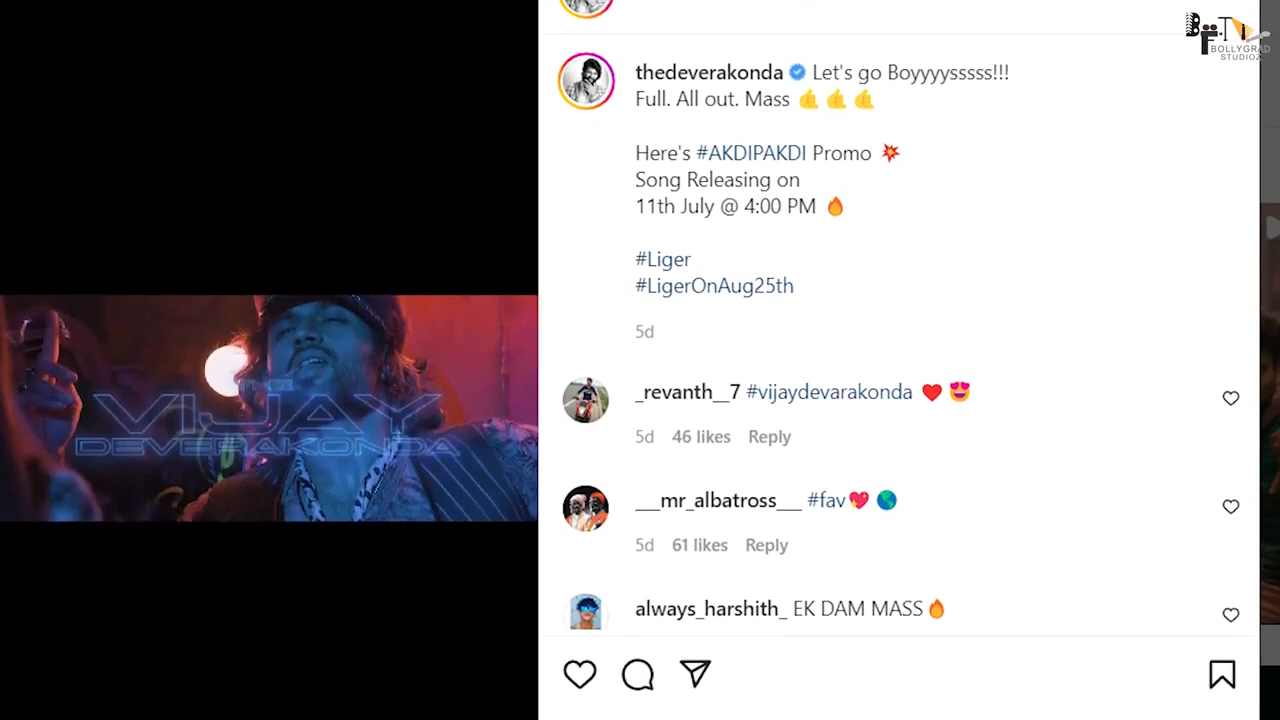 BOLLYGRAD
STUDIOZ
thedeverakonda Let's go Boyyyysssss!!!
Full. All out. Mass 🤙 🤙 🤙
Here's #AKDIPAKDI Promo 💥
Song Releasing on
11th July @ 4:00 PM 🔥
#Liger
#LigerOnAug25th
5d
THE
VIJAY
DEVERAKONDA
_revanth__7 #vijaydevarakonda ❤️ 😍
5d 46 likes Reply
___mr_albatross___ #fav💖 🌎
5d 61 likes Reply
always_harshith_ EK DAM MASS🔥